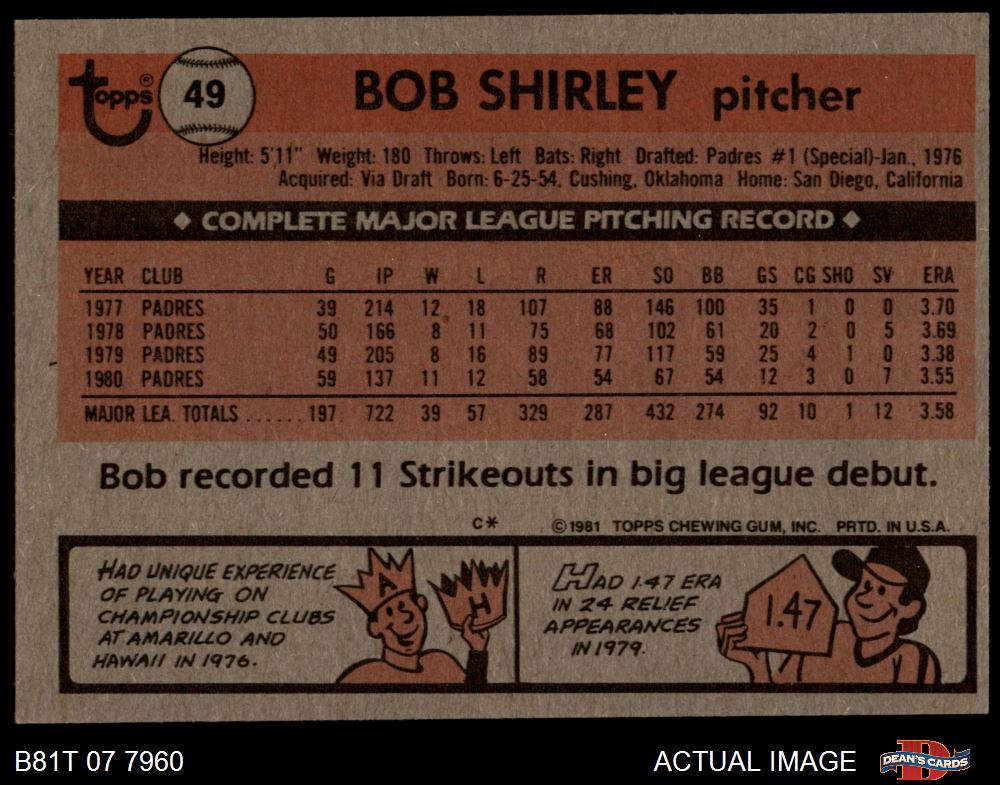 topps® 49 BOB SHIRLEY pitcher
Height: 5'11" Weight: 180 Throws: Left Bats: Right Drafted: Padres #1 (Special)-Jan., 1976
Acquired: Via Draft Born: 6-25-54, Cushing, Oklahoma Home: San Diego, California
◆ COMPLETE MAJOR LEAGUE PITCHING RECORD ◆
YEAR CLUB G IP W L R ER SO BB GS CG SHO SV ERA
1977 PADRES 39 214 12 18 107 88 146 100 35 1 0 0 3.70
1978 PADRES 50 166 8 11 75 68 102 61 20 2 0 5 3.69
1979 PADRES 49 205 8 16 89 77 117 59 25 4 1 0 3.38
1980 PADRES 59 137 11 12 58 54 67 54 12 3 0 7 3.55
MAJOR LEA. TOTALS ...... 197 722 39 57 329 287 432 274 92 10 1 12 3.58
Bob recorded 11 Strikeouts in big league debut.
C* ©1981 TOPPS CHEWING GUM, INC. PRTD. IN U.S.A.
HAD UNIQUE EXPERIENCE
OF PLAYING ON
CHAMPIONSHIP CLUBS
AT AMARILLO AND
HAWAII IN 1976.
A
H
HAD 1.47 ERA
IN 24 RELIEF
APPEARANCES
IN 1979.
1.47
B81T 07 7960 ACTUAL IMAGE D DEAN'S CARDS